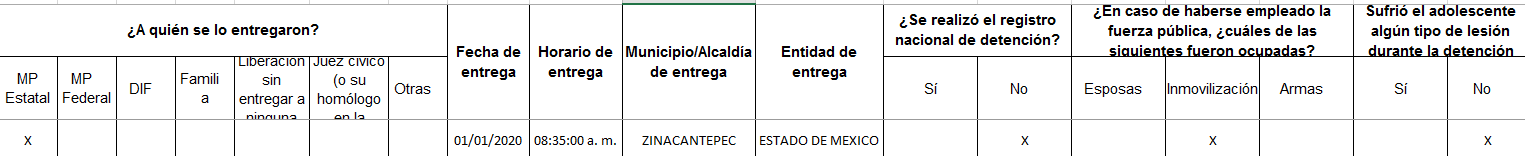 ¿A quién se lo entregaron?
Fecha de entrega
Horario de entrega
Municipio/Alcaldía de entrega
Entidad de entrega
¿Se realizó el registro nacional de detención?
¿En caso de haberse empleado la fuerza pública, ¿cuáles de las siguientes fueron ocupadas?
Sufrió el adolescente algún tipo de lesión durante la detención
MP Estatal
MP Federal
DIF
Famili a
Liberación sin entregar a ninguna
Juez cívico (o su homólogo en la
Otras
Sí
No
Esposas
Inmovilización
Armas
Sí
No
X
01/01/2020
08:35:00 a. m.
ZINACANTEPEC
ESTADO DE MEXICO
X
X
X